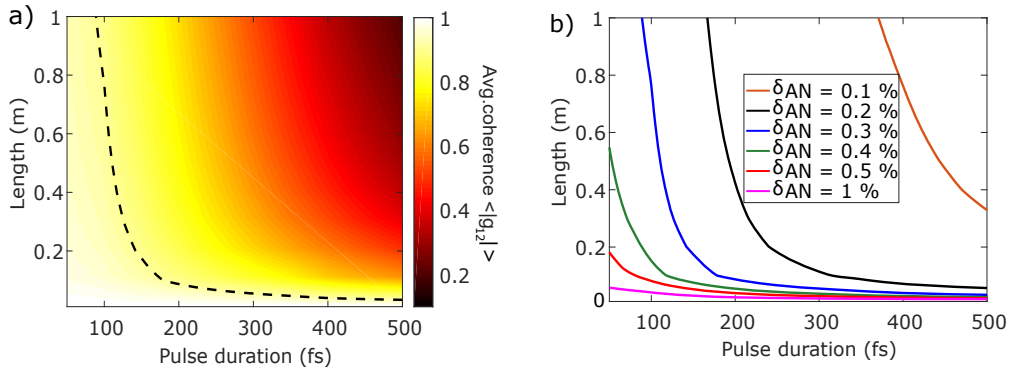 a)
1
0.8
0.6
0.4
0.2
Length (m)
100
200
300
400
500
Pulse duration (fs)
1
0.8
0.6
0.4
0.2
Avg.coherence <|g12|>
b)
1
0.8
0.6
0.4
0.2
0
Length (m)
δAN = 0.1 %
δAN = 0.2 %
δAN = 0.3 %
δAN = 0.4 %
δAN = 0.5 %
δAN = 1 %
100
200
300
400
500
Pulse duration (fs)